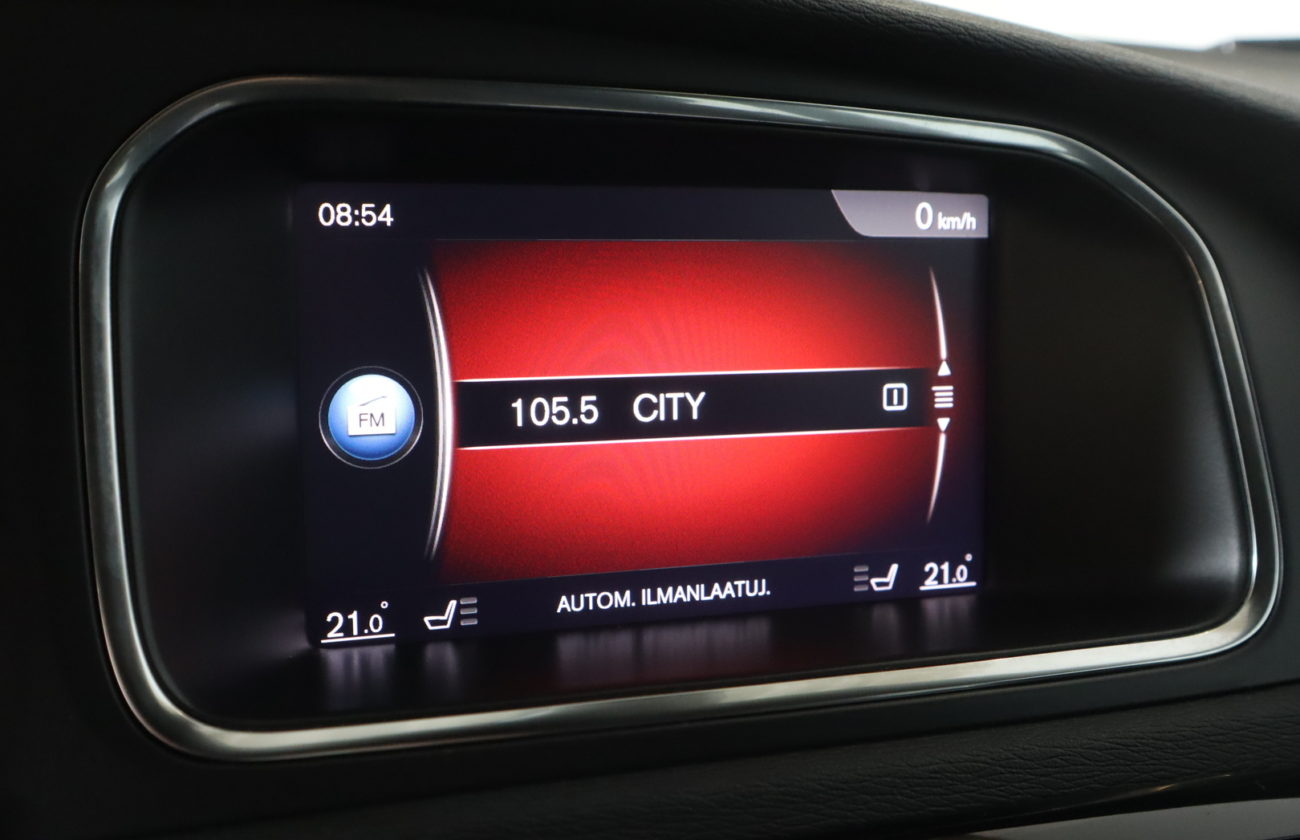 08:54
0 km/h
FM
105.5 CITY
21.0°
AUTOM. ILMANLAATUJ.
21.0°